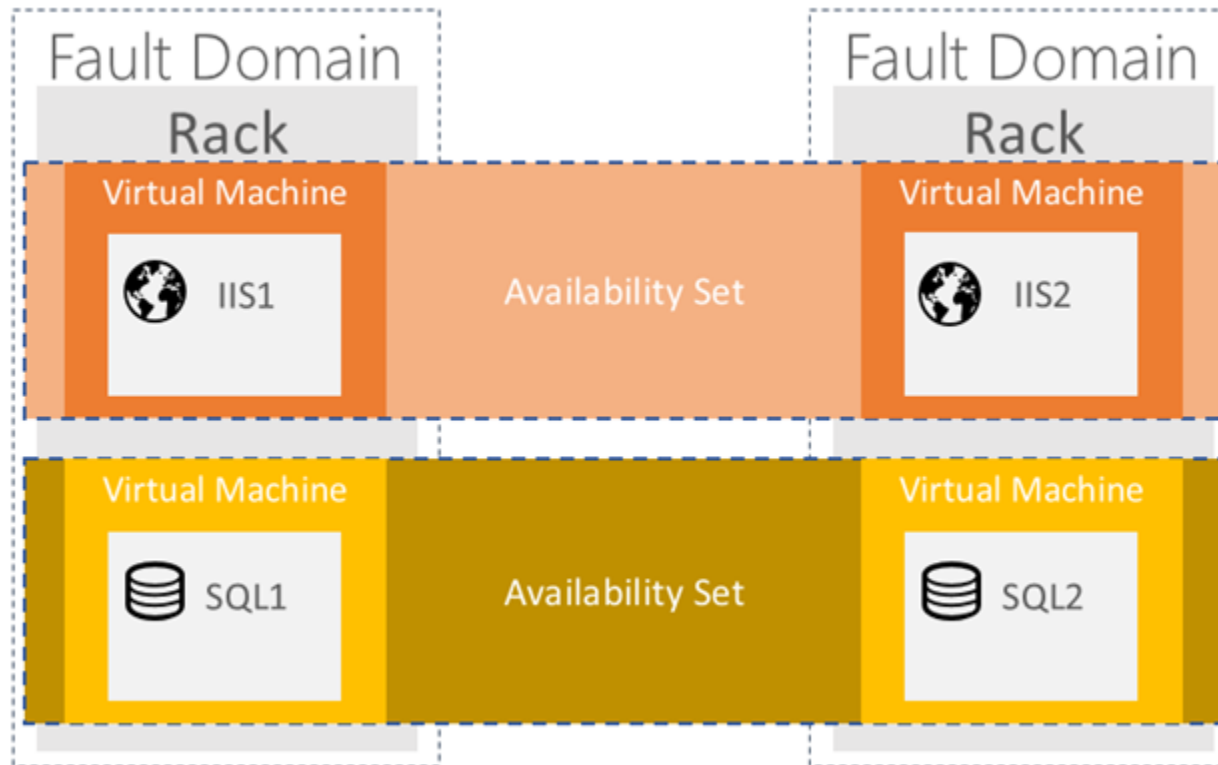 Fault Domain
Fault Domain
Rack
Rack
Virtual Machine
Virtual Machine
IIS1
Availability Set
IIS2
Virtual Machine
Virtual Machine
SQL1
Availability Set
SQL2